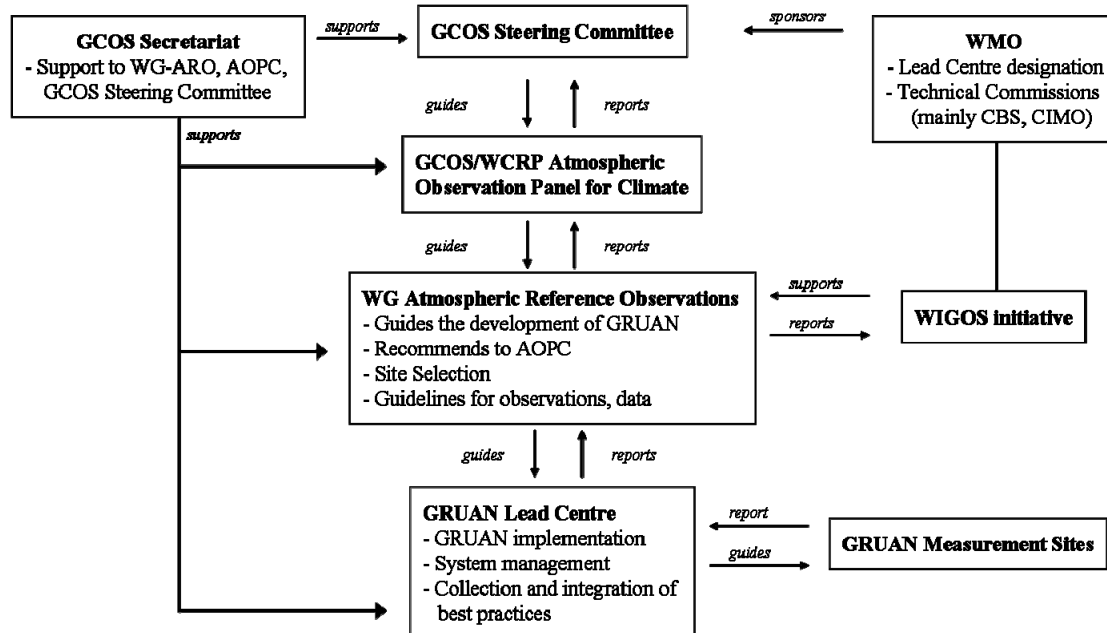 GCOS Secretariat
- Support to WG-ARO, AOPC,
GCOS Steering Committee
supports
GCOS Steering Committee
sponsors
WMO
- Lead Centre designation
- Technical Commissions
(mainly CBS, CIMO)
supports
guides
reports
GCOS/WCRP Atmospheric
Observation Panel for Climate
guides
reports
WG Atmospheric Reference Observations
- Guides the development of GRUAN
- Recommends to AOPC
- Site Selection
- Guidelines for observations, data
supports
reports
WIGOS initiative
guides
reports
GRUAN Lead Centre
- GRUAN implementation
- System management
- Collection and integration of
best practices
report
guides
GRUAN Measurement Sites